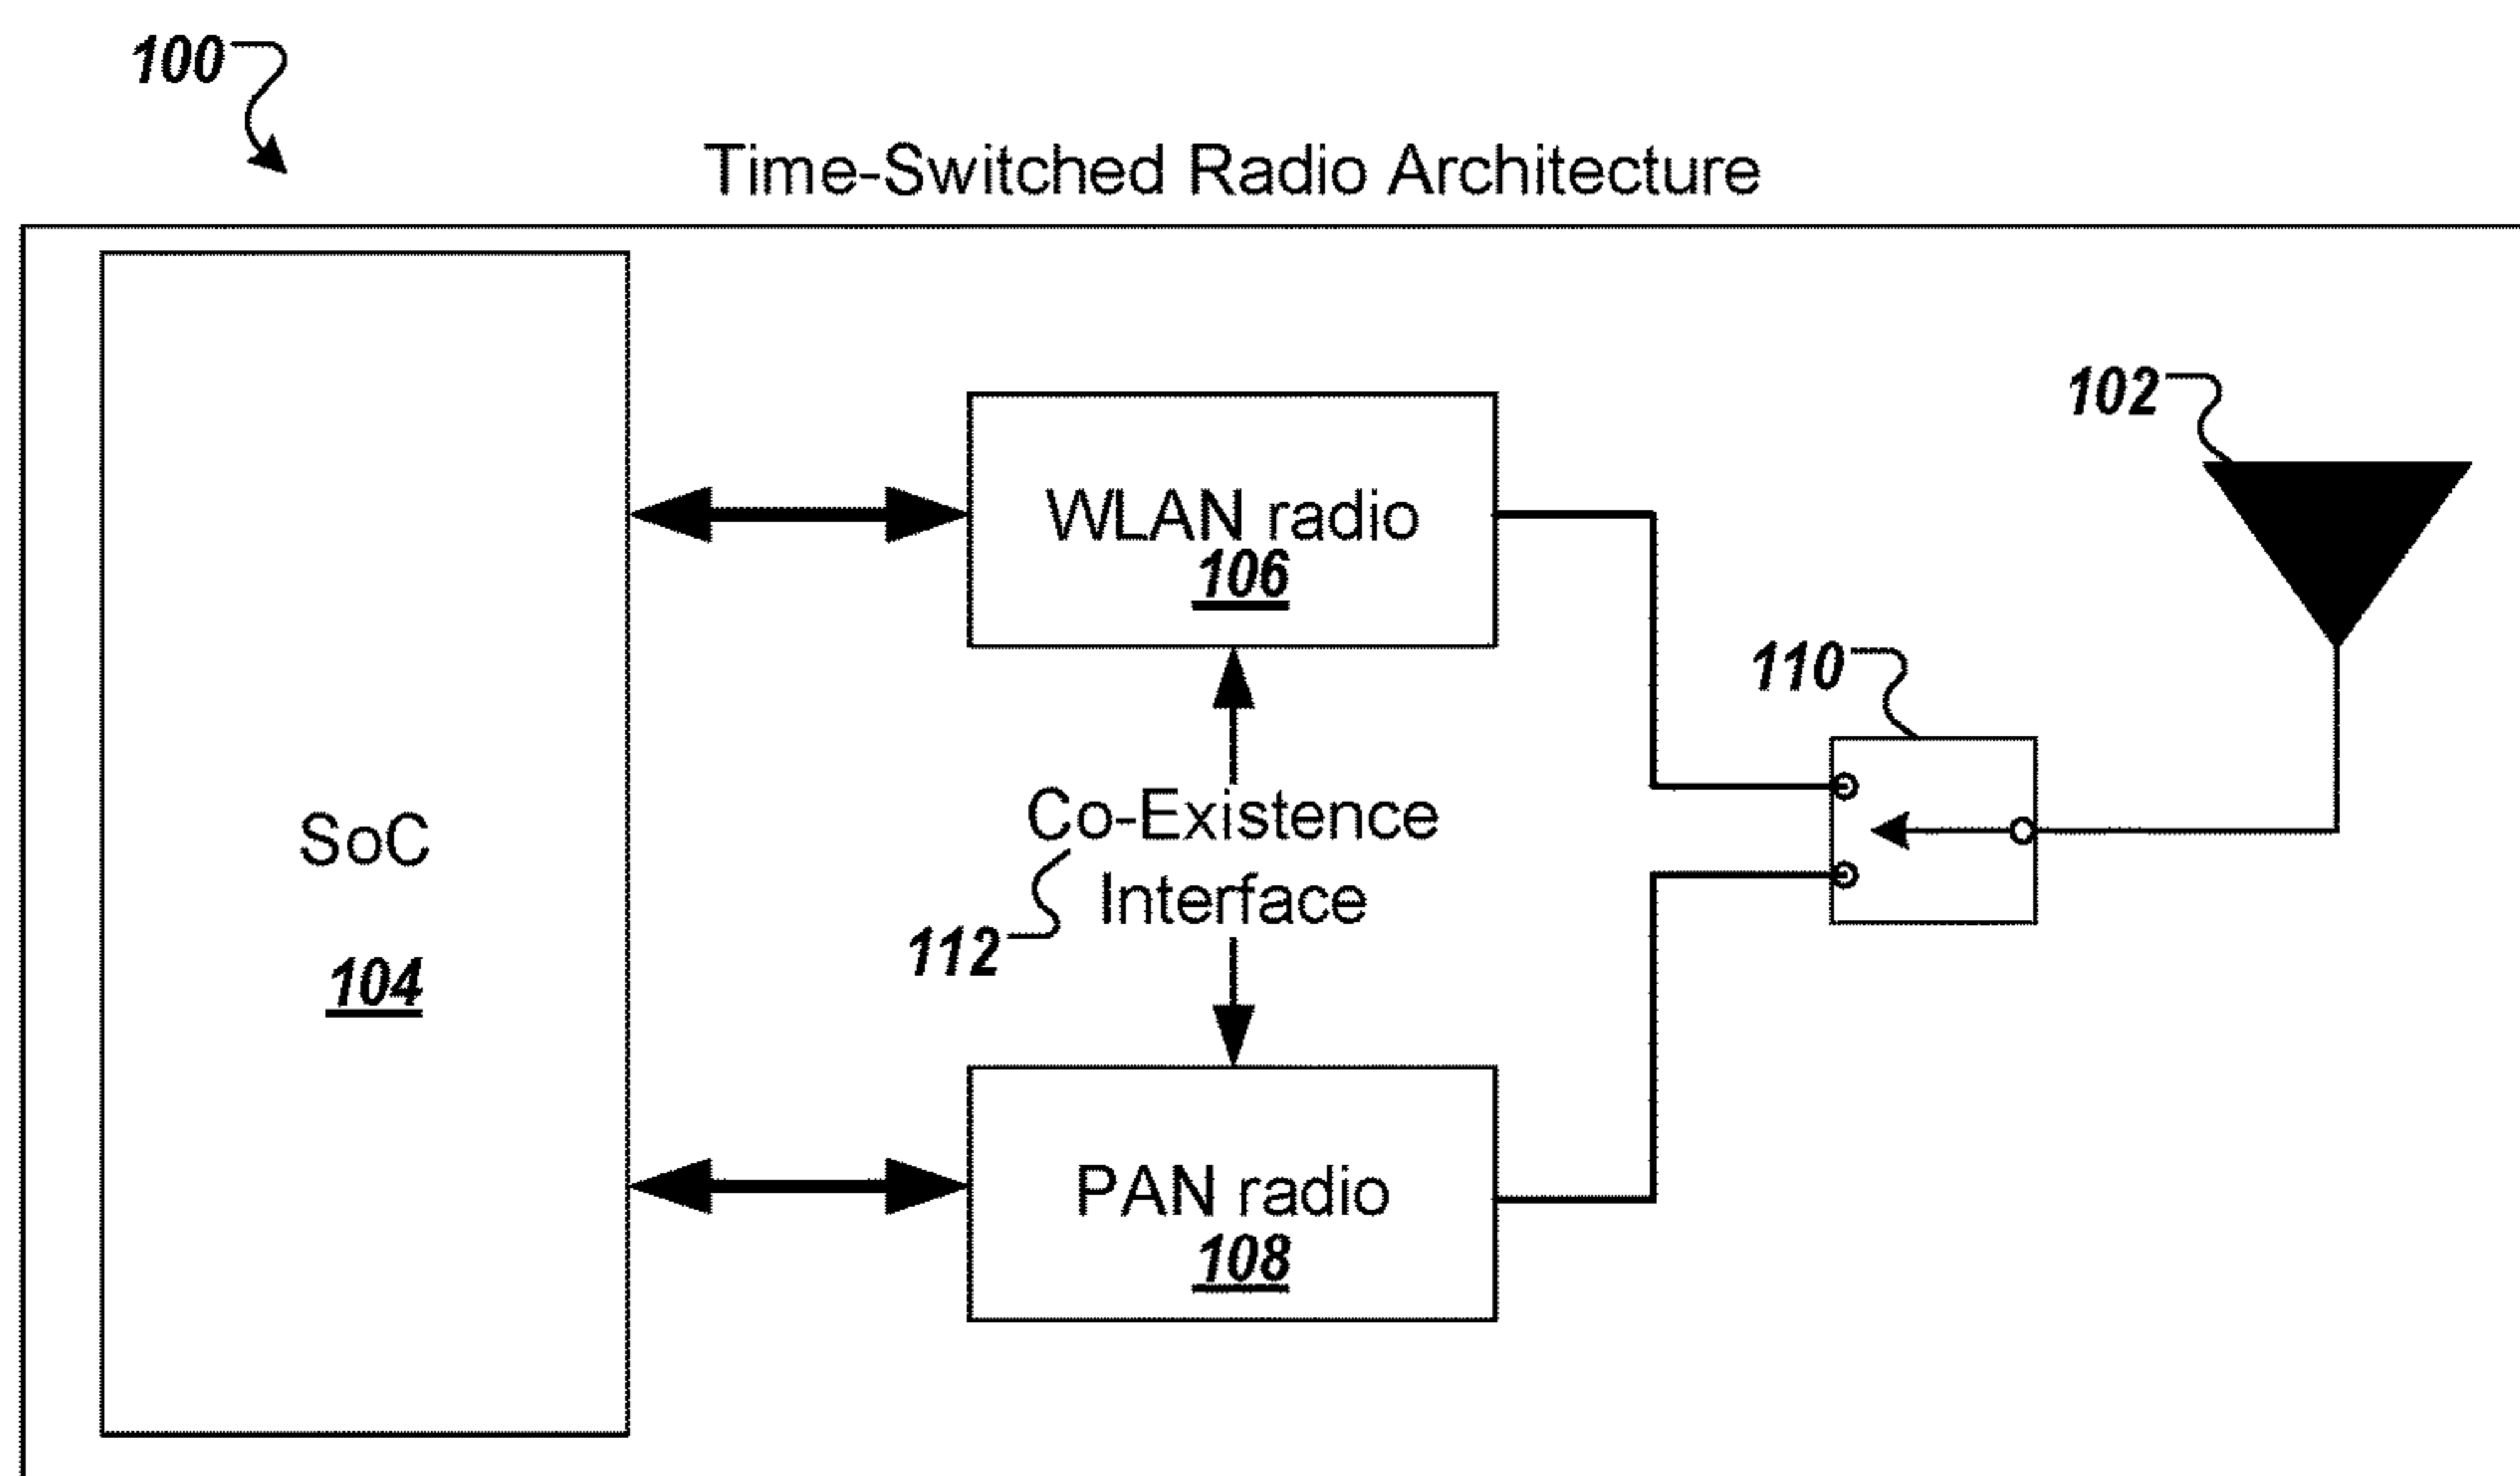 100
Time-Switched Radio Architecture
102
WLAN radio
106
110
SoC
104
Co-Existence
Interface
112
PAN radio
108